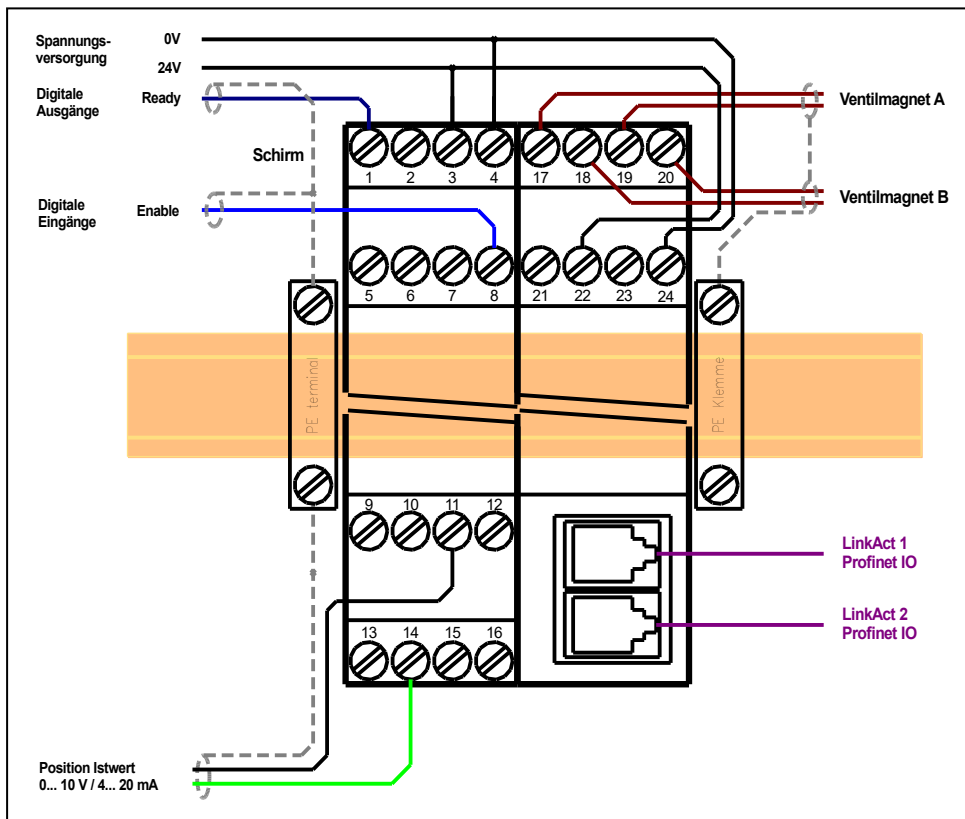 Spannungs-
versorgung
0V
24V
Digitale
Ausgänge
Ready
Ventilmagnet A
Schirm
1 2 3 4 17 18 19 20
Ventilmagnet B
Digitale
Eingänge
Enable
5 6 7 8 21 22 23 24
PE terminal
PE Klemme
9 10 11 12
LinkAct 1
Profinet IO
LinkAct 2
Profinet IO
13 14 15 16
Position Istwert
0... 10 V / 4... 20 mA